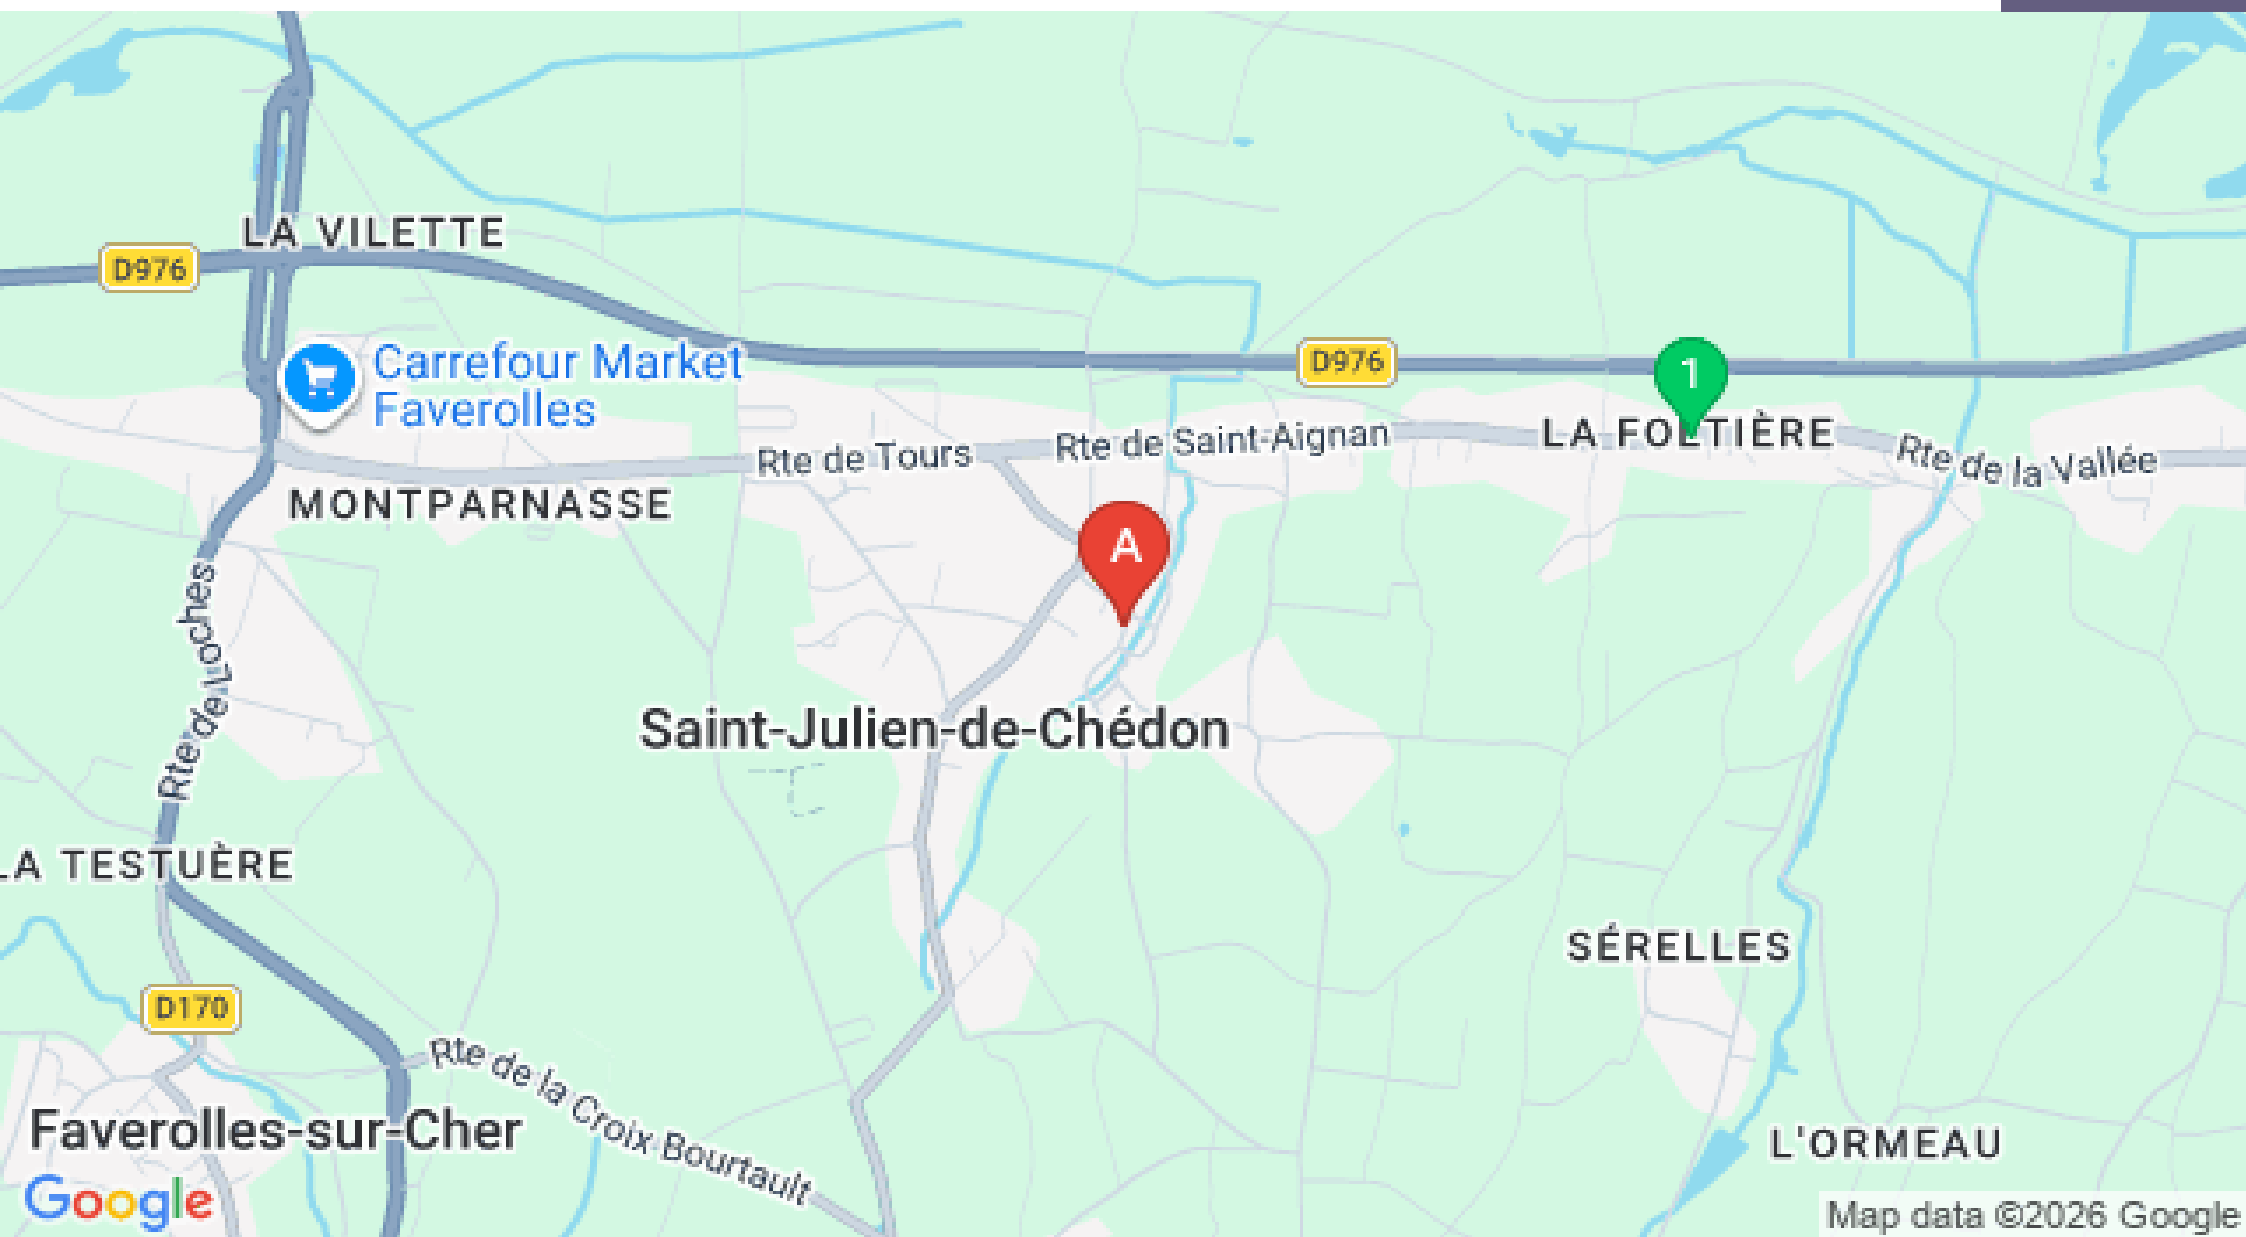 LA VILETTE
D976
Carrefour Market
Faverolles
D976
1
LA FOLTIÈRE
Rte de Tours
Rte de Saint-Aignan
Rte de la Vallée
MONTPARNASSE
A
Rte de Loches
Saint-Julien-de-Chédon
LA TESTUÈRE
SÉRELLES
D170
Rte de la Croix Bourtault
Faverolles-sur-Cher
L'ORMEAU
Google
Map data ©2026 Google